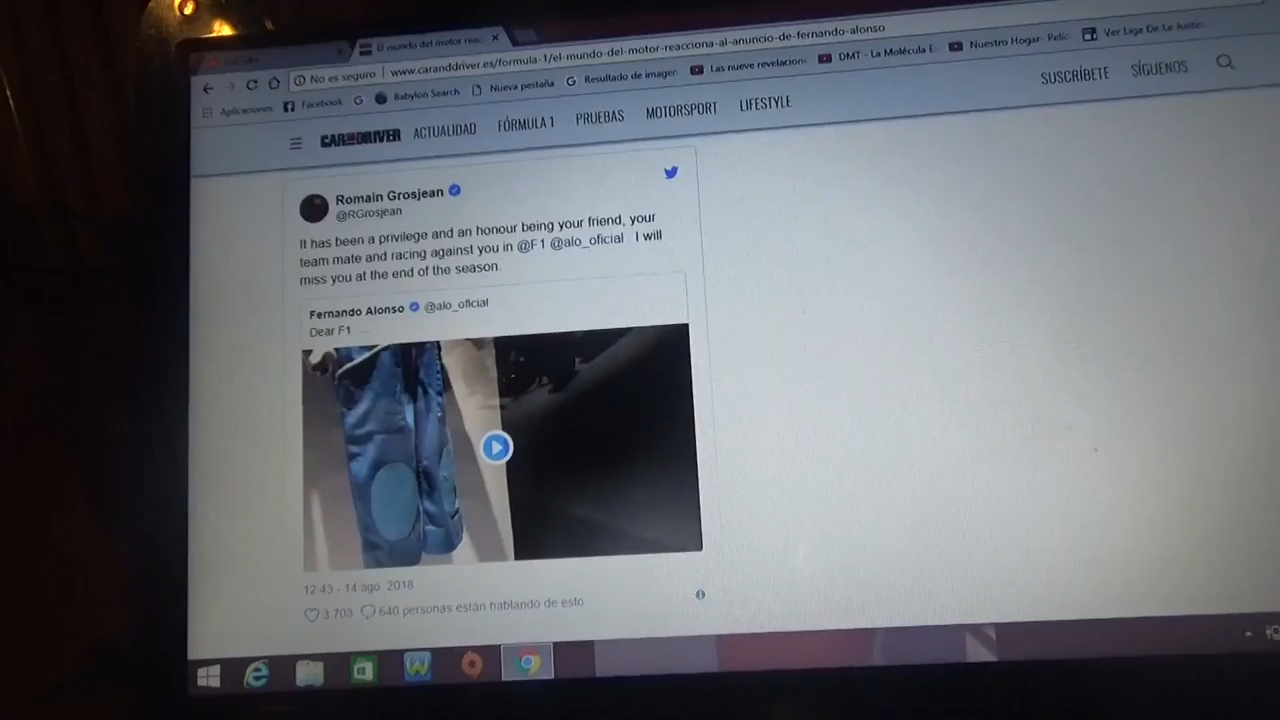 El mundo del motor reac
No es seguro | www.caranddriver.es/formula-1/el-mundo-del-motor-reacciona-al-anuncio-de-fernando-alonso
Aplicaciones Facebook Babylon Search Nueva pestaña Resultado de imagen Las nueve revelacion DMT - La Molécula E Nuestro Hogar- Pelíc Ver Liga De La Justic
CAR AND DRIVER ACTUALIDAD FÓRMULA 1 PRUEBAS MOTORSPORT LIFESTYLE SUSCRÍBETE SÍGUENOS
Romain Grosjean
@RGrosjean
It has been a privilege and an honour being your friend, your
team mate and racing against you in @F1 @alo_oficial . I will
miss you at the end of the season.
Fernando Alonso @alo_oficial
Dear F1
12:43 - 14 ago. 2018
3.703 640 personas están hablando de esto